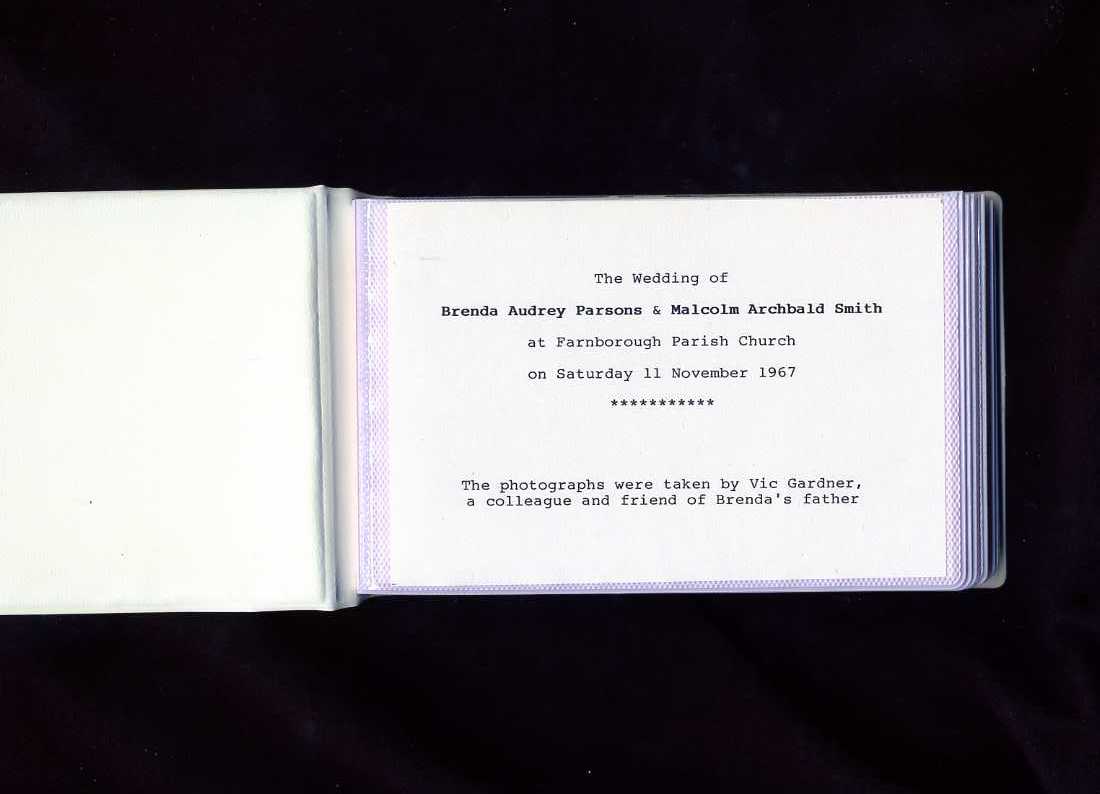 The Wedding of
Brenda Audrey Parsons & Malcolm Archbald Smith
at Farnborough Parish Church
on Saturday 11 November 1967
***********
The photographs were taken by Vic Gardner,
a colleague and friend of Brenda's father